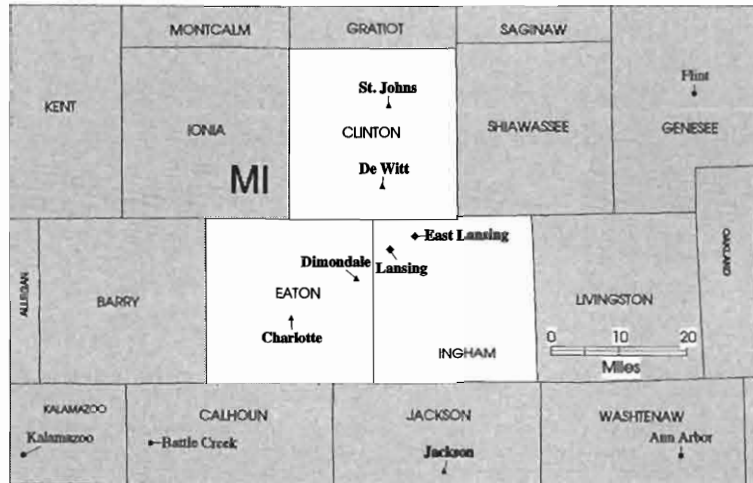 MONTCALM
GRATIOT
SAGINAW
Flint
KENT
St. Johns
IONIA
CLINTON
SHIAWASSEE
GENESEE
MI
De Witt
East Lansing
OAKLAND
Dimondale
Lansing
ALLEGAN
BARRY
EATON
LIVINGSTON
Charlotte
INGHAM
0 10 20
Miles
KALAMAZOO
CALHOUN
JACKSON
WASHTENAW
Kalamazoo
Battle Creek
Ann Arbor
Jackson